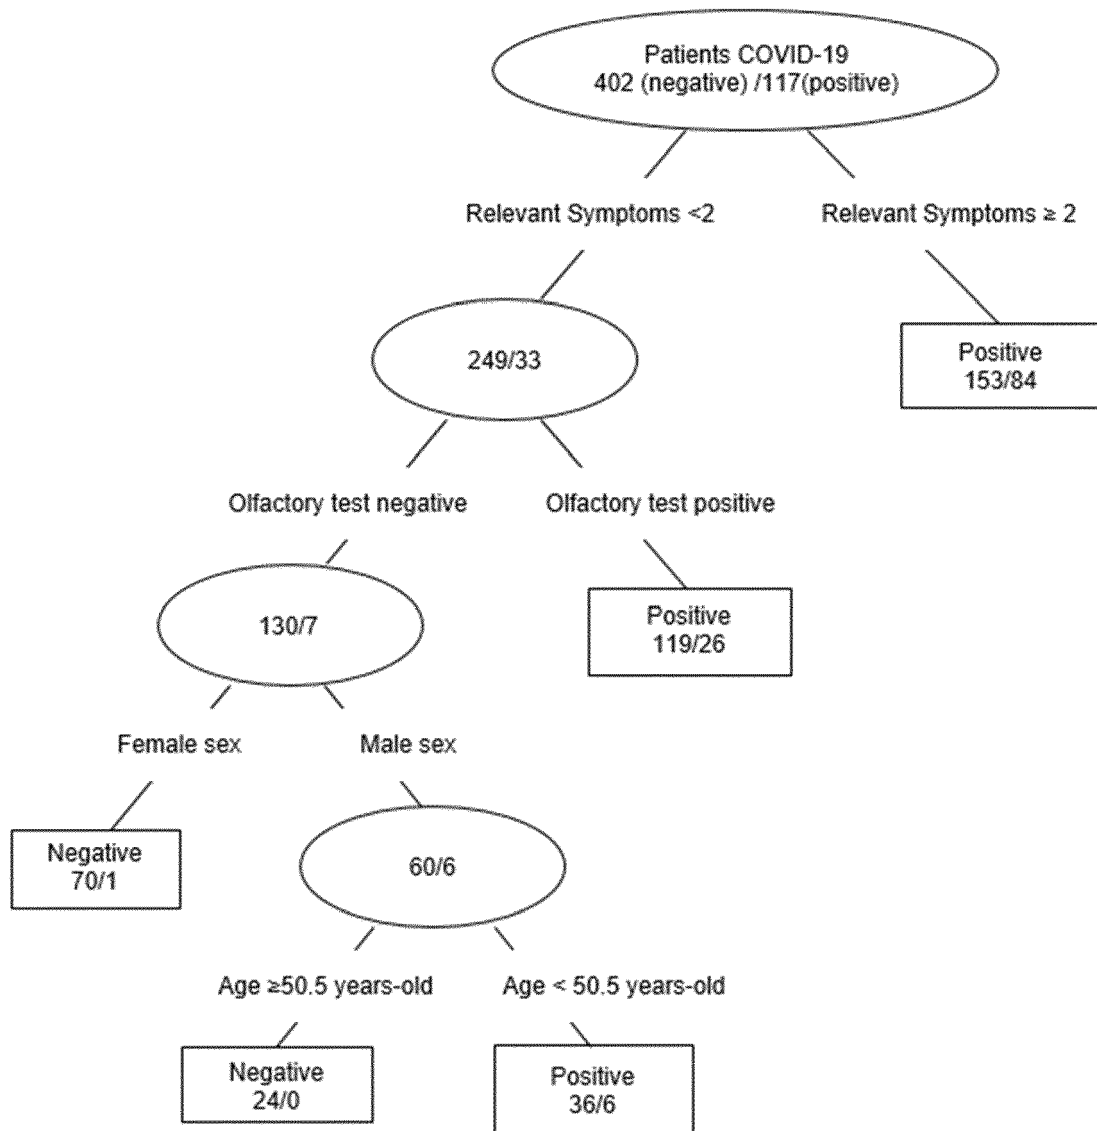 Patients COVID-19
402 (negative) /117(positive)
Relevant Symptoms <2
Relevant Symptoms ≥ 2
249/33
Positive
153/84
Olfactory test negative
Olfactory test positive
130/7
Positive
119/26
Female sex
Male sex
Negative
70/1
60/6
Age ≥50.5 years-old
Age < 50.5 years-old
Negative
24/0
Positive
36/6